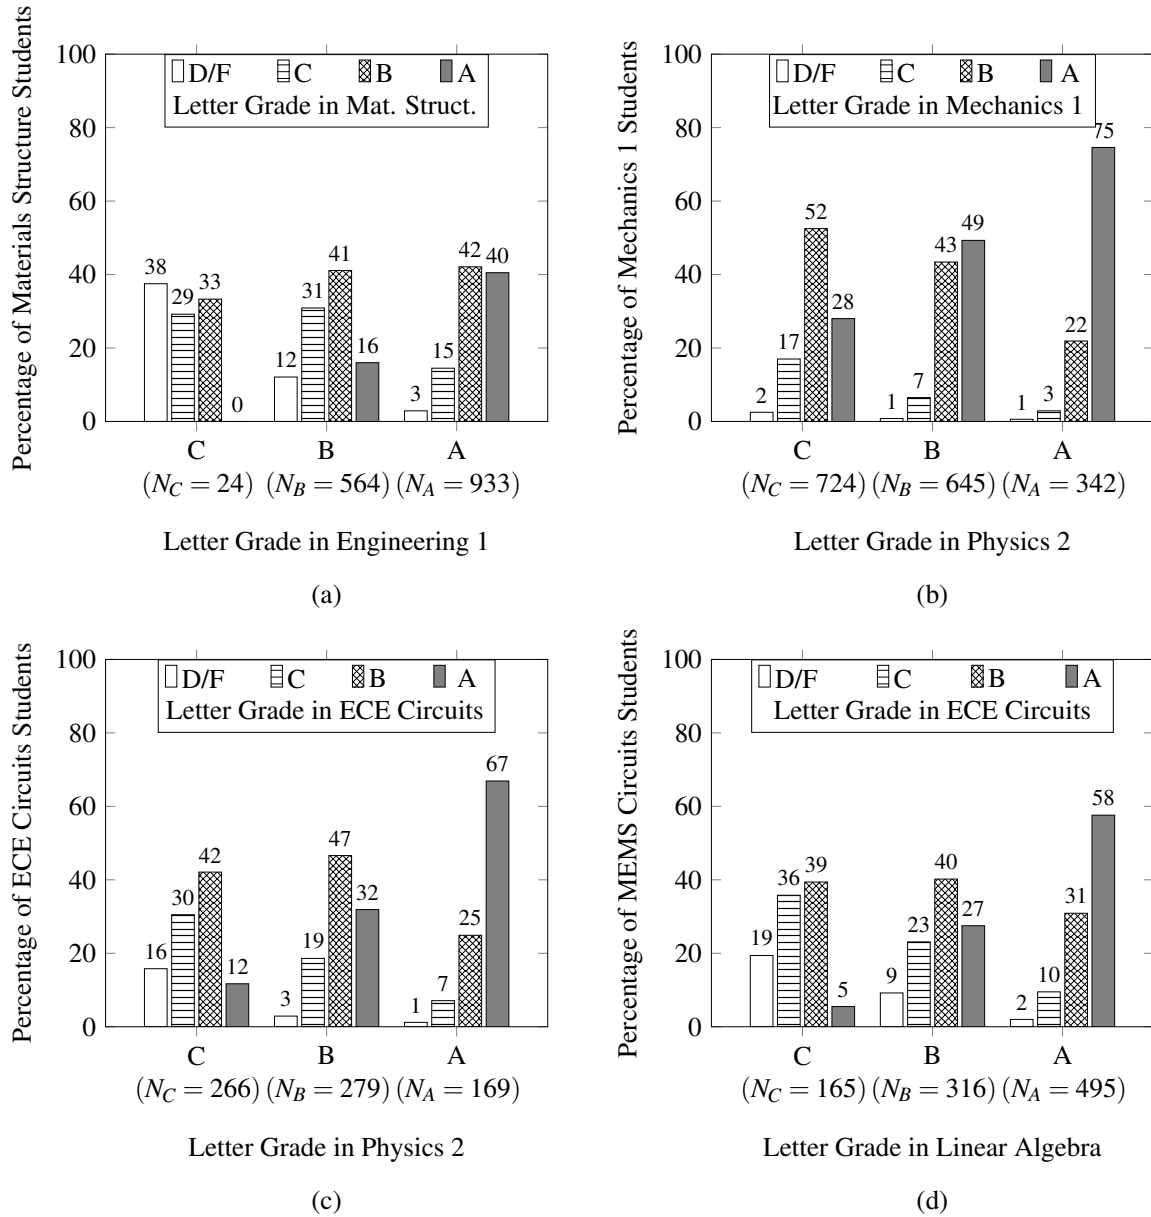 Percentage of Materials Structure Students
100
80
60
40
20
0
D/F C B A
Letter Grade in Mat. Struct.
38 29 33 0
12 31 41 16
3 15 42 40
C B A
(N_C = 24) (N_B = 564) (N_A = 933)
Letter Grade in Engineering 1
(a)
Percentage of Mechanics 1 Students
100
80
60
40
20
0
D/F C B A
Letter Grade in Mechanics 1
2 17 52 28
1 7 43 49
1 3 22 75
C B A
(N_C = 724) (N_B = 645) (N_A = 342)
Letter Grade in Physics 2
(b)
Percentage of ECE Circuits Students
100
80
60
40
20
0
D/F C B A
Letter Grade in ECE Circuits
16 30 42 12
3 19 47 32
1 7 25 67
C B A
(N_C = 266) (N_B = 279) (N_A = 169)
Letter Grade in Physics 2
(c)
Percentage of MEMS Circuits Students
100
80
60
40
20
0
D/F C B A
Letter Grade in ECE Circuits
19 36 39 5
9 23 40 27
2 10 31 58
C B A
(N_C = 165) (N_B = 316) (N_A = 495)
Letter Grade in Linear Algebra
(d)